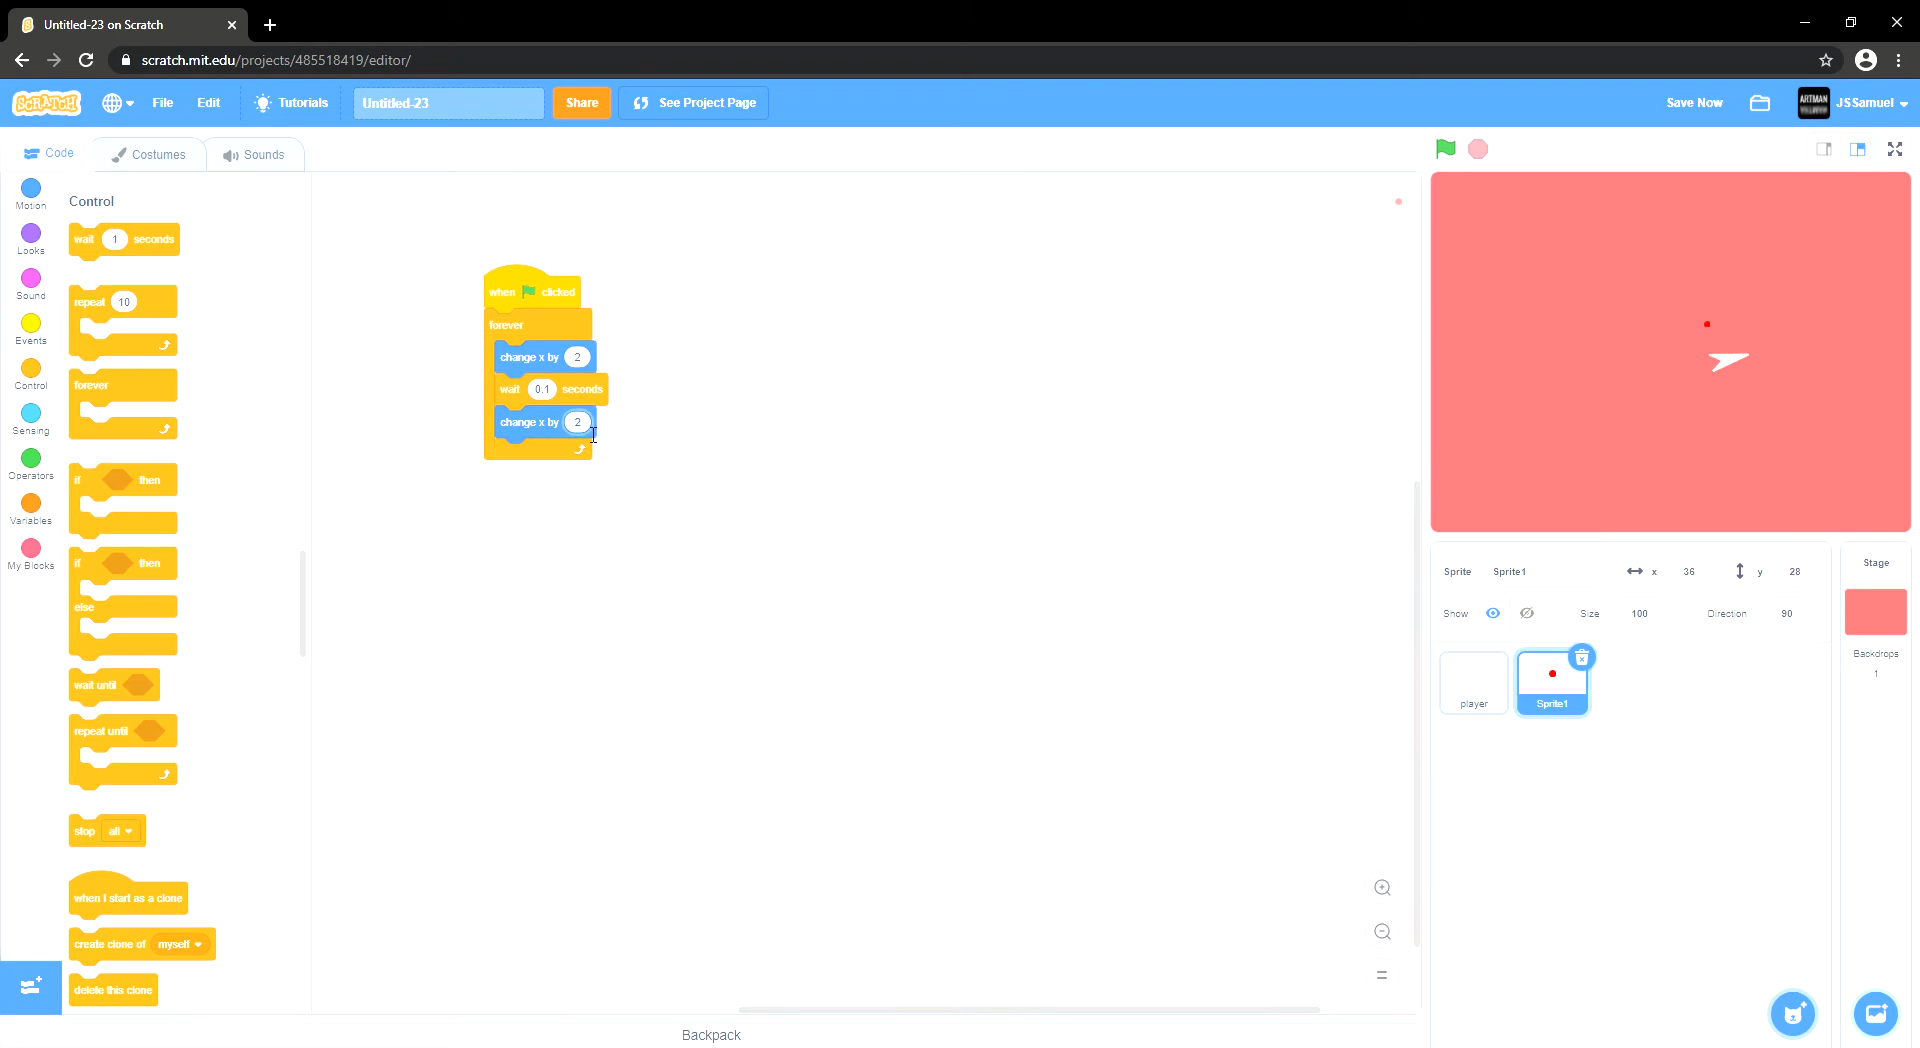 Untitled-23 on Scratch
scratch.mit.edu/projects/485518419/editor/
SCRATCH
File
Edit
Tutorials
Untitled-23
Share
See Project Page
Save Now
ARTMAN
JSSamuel
Code
Costumes
Sounds
Motion
Looks
Sound
Events
Control
Sensing
Operators
Variables
My Blocks
Control
wait 1 seconds
repeat 10
forever
if then
if then
else
wait until
repeat until
stop all
when I start as a clone
create clone of myself
delete this clone
when clicked
forever
change x by 2
wait 0.1 seconds
change x by 2
Backpack
Sprite Sprite1 x 36 y 28
Show Size 100 Direction 90
player
Sprite1
Stage
Backdrops
1